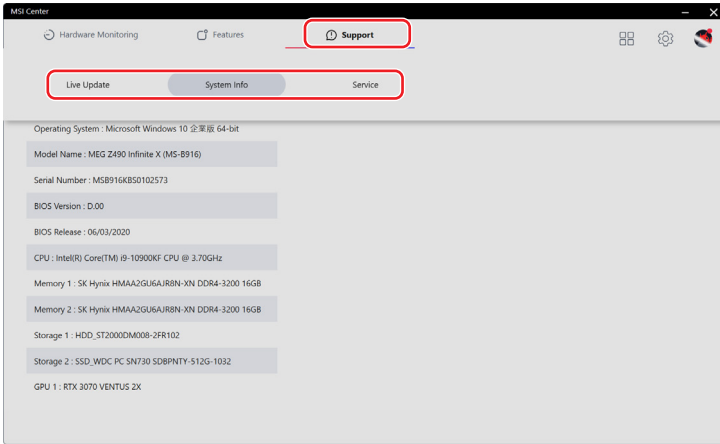 MSI Center
Hardware Monitoring
Features
Support
Live Update
System Info
Service
Operating System : Microsoft Windows 10 企業版 64-bit
Model Name : MEG Z490 Infinite X (MS-B916)
Serial Number : MSB916KBS0102573
BIOS Version : D.00
BIOS Release : 06/03/2020
CPU : Intel(R) Core(TM) i9-10900KF CPU @ 3.70GHz
Memory 1 : SK Hynix HMAA2GU6AJR8N-XN DDR4-3200 16GB
Memory 2 : SK Hynix HMAA2GU6AJR8N-XN DDR4-3200 16GB
Storage 1 : HDD_ST2000DM008-2FR102
Storage 2 : SSD_WDC PC SN730 SDBPNTY-512G-1032
GPU 1 : RTX 3070 VENTUS 2X